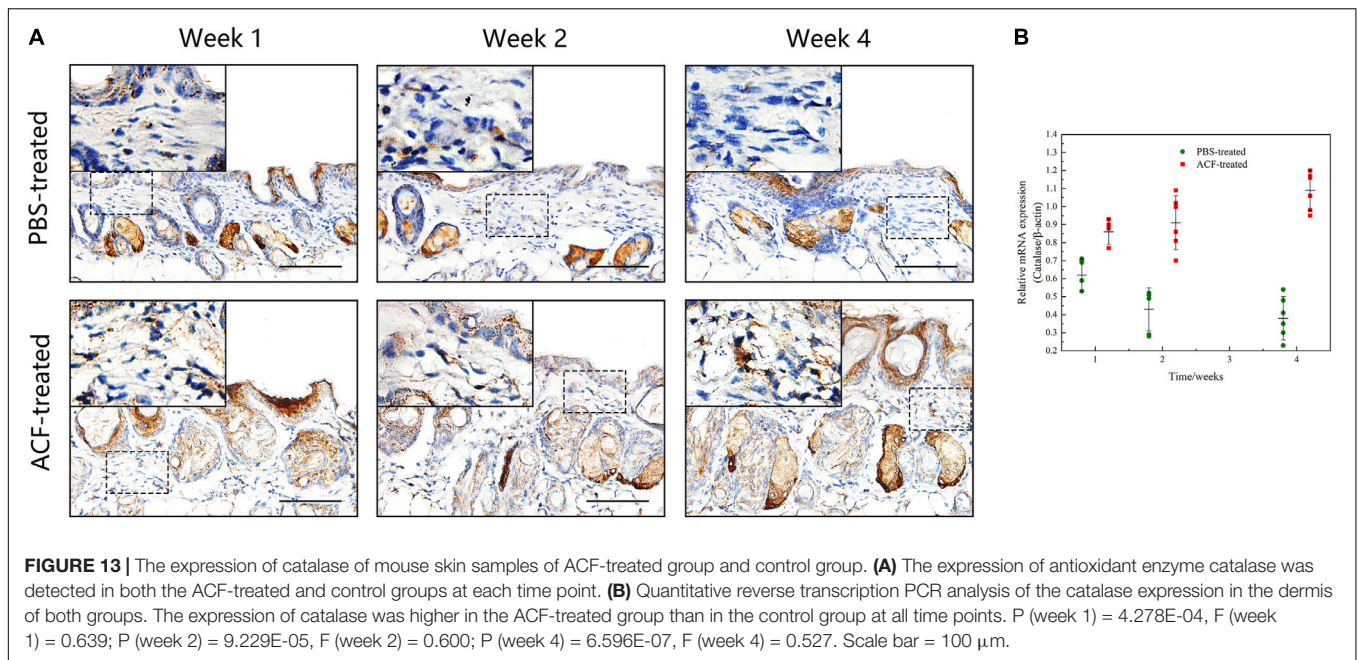 A
Week 1
Week 2
Week 4
PBS-treated
ACF-treated
B
PBS-treated
ACF-treated
Relative mRNA expression
(Catalase/β-actin)
1.4
1.3
1.2
1.1
1.0
0.9
0.8
0.7
0.6
0.5
0.4
0.3
0.2
1
2
3
4
Time/weeks
FIGURE 13 | The expression of catalase of mouse skin samples of ACF-treated group and control group. (A) The expression of antioxidant enzyme catalase was
detected in both the ACF-treated and control groups at each time point. (B) Quantitative reverse transcription PCR analysis of the catalase expression in the dermis
of both groups. The expression of catalase was higher in the ACF-treated group than in the control group at all time points. P (week 1) = 4.278E-04, F (week
1) = 0.639; P (week 2) = 9.229E-05, F (week 2) = 0.600; P (week 4) = 6.596E-07, F (week 4) = 0.527. Scale bar = 100 μm.